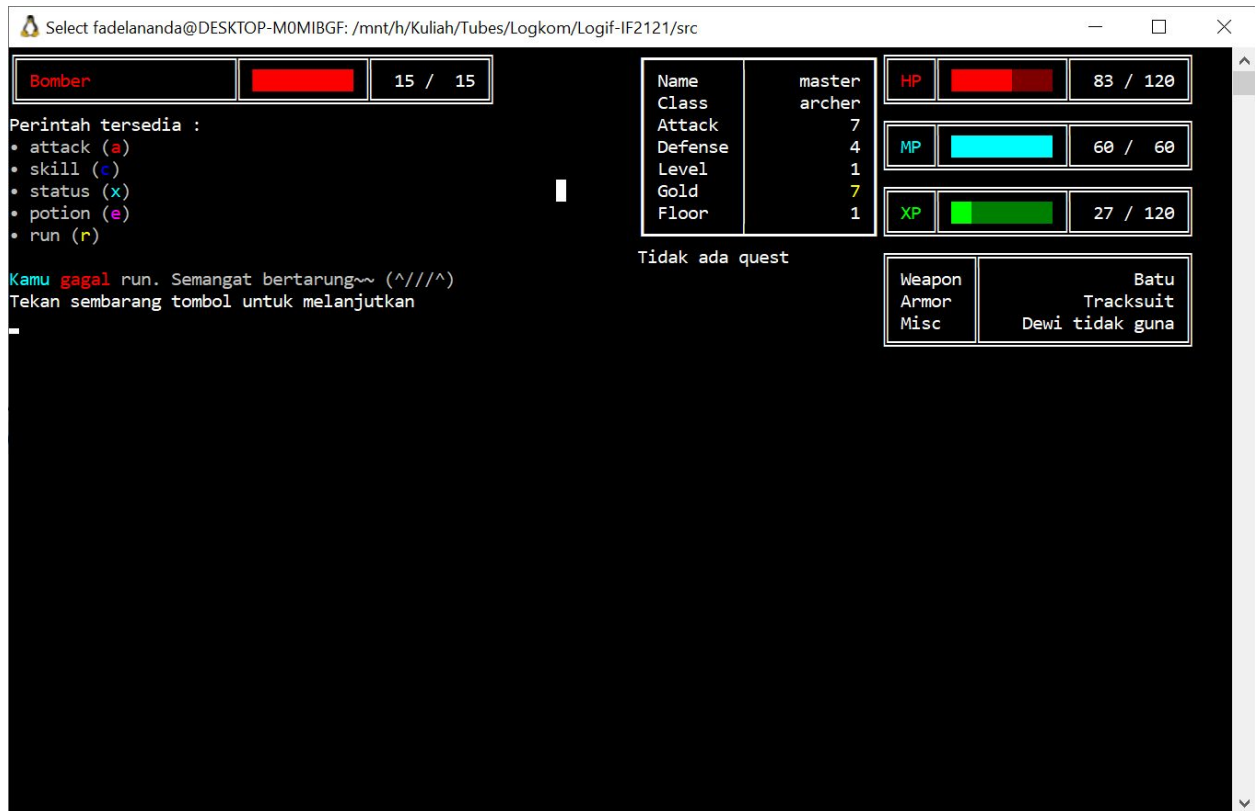 Select fadelananda@DESKTOP-M0MIBGF: /mnt/h/Kuliah/Tubes/Logkom/Logif-IF2121/src
Bomber 15 / 15
Perintah tersedia :
• attack (a)
• skill (c)
• status (x)
• potion (e)
• run (r)
Kamu gagal run. Semangat bertarung~~ (^///^)
Tekan sembarang tombol untuk melanjutkan
Name master
Class archer
Attack 7
Defense 4
Level 1
Gold 7
Floor 1
Tidak ada quest
HP 83 / 120
MP 60 / 60
XP 27 / 120
Weapon Batu
Armor Tracksuit
Misc Dewi tidak guna